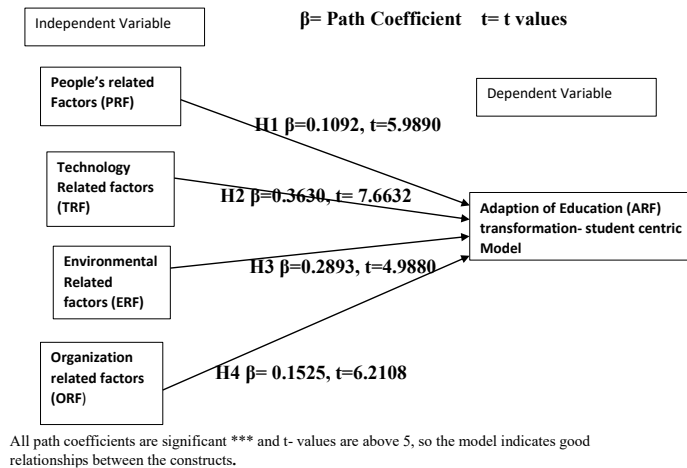 Independent Variable
β= Path Coefficient t= t values
People's related
Factors (PRF)
Dependent Variable
H1 β=0.1092, t=5.9890
Technology
Related factors
(TRF)
H2 β=0.3630, t= 7.6632
Adaption of Education (ARF)
transformation- student centric
Model
Environmental
Related
factors (ERF)
H3 β=0.2893, t=4.9880
Organization
related factors
(ORF)
H4 β= 0.1525, t=6.2108
All path coefficients are significant *** and t- values are above 5, so the model indicates good
relationships between the constructs.